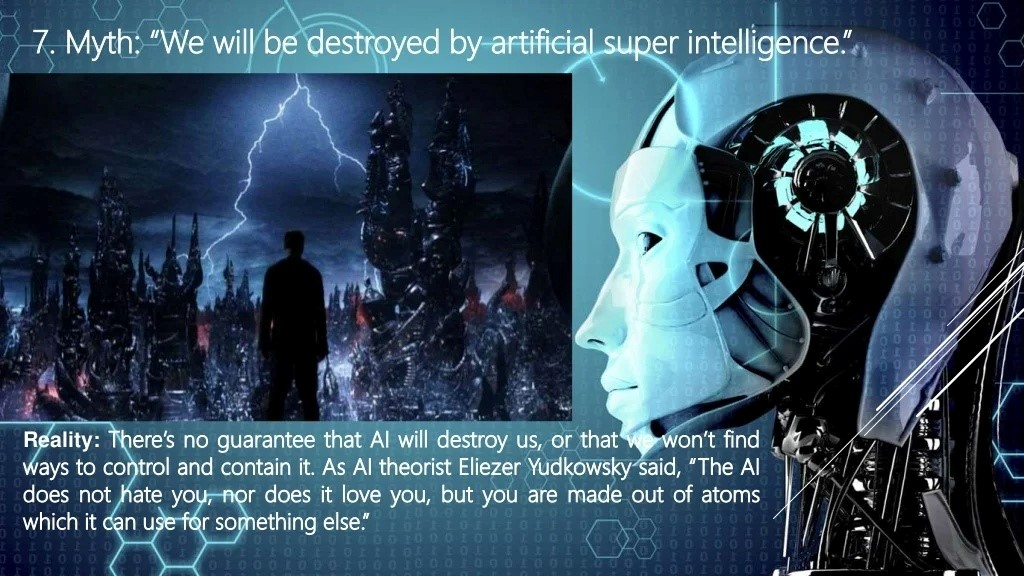 7. Myth: “We will be destroyed by artificial super intelligence.”
Reality: There’s no guarantee that AI will destroy us, or that we won’t find
ways to control and contain it. As AI theorist Eliezer Yudkowsky said, “The AI
does not hate you, nor does it love you, but you are made out of atoms
which it can use for something else.”